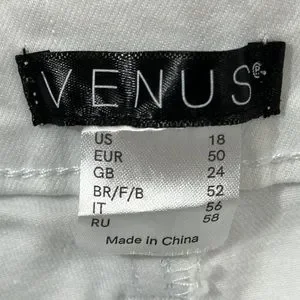 VENUS®
US 18
EUR 50
GB 24
BR/F/B 52
IT 56
RU 58
Made in China